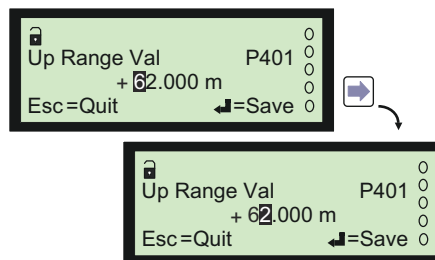 Up Range Val P401
+ 62.000 m
Esc=Quit ↵=Save
Up Range Val P401
+ 62.000 m
Esc=Quit ↵=Save